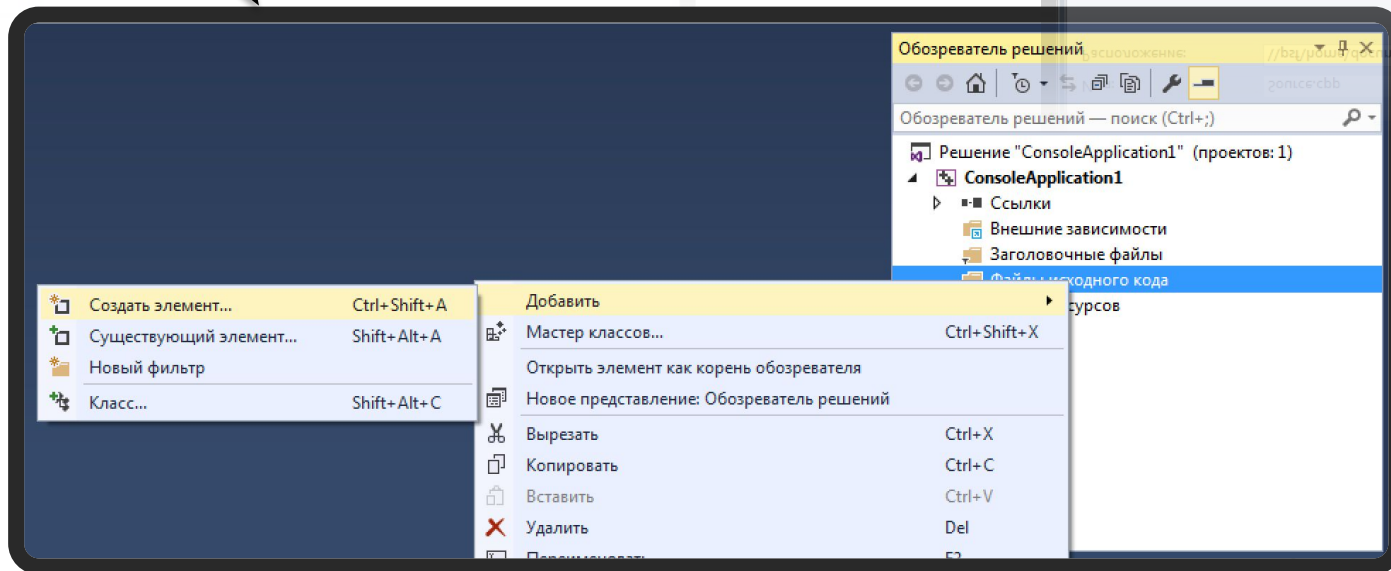 Обозреватель решений
Обозреватель решений — поиск (Ctrl+;)
Решение "ConsoleApplication1" (проектов: 1)
ConsoleApplication1
Ссылки
Внешние зависимости
Заголовочные файлы
Файлы исходного кода
сурсов
Добавить
Мастер классов... Ctrl+Shift+X
Открыть элемент как корень обозревателя
Новое представление: Обозреватель решений
Вырезать Ctrl+X
Копировать Ctrl+C
Вставить Ctrl+V
Удалить Del
Переименовать F2
Создать элемент... Ctrl+Shift+A
Существующий элемент... Shift+Alt+A
Новый фильтр
Класс... Shift+Alt+C